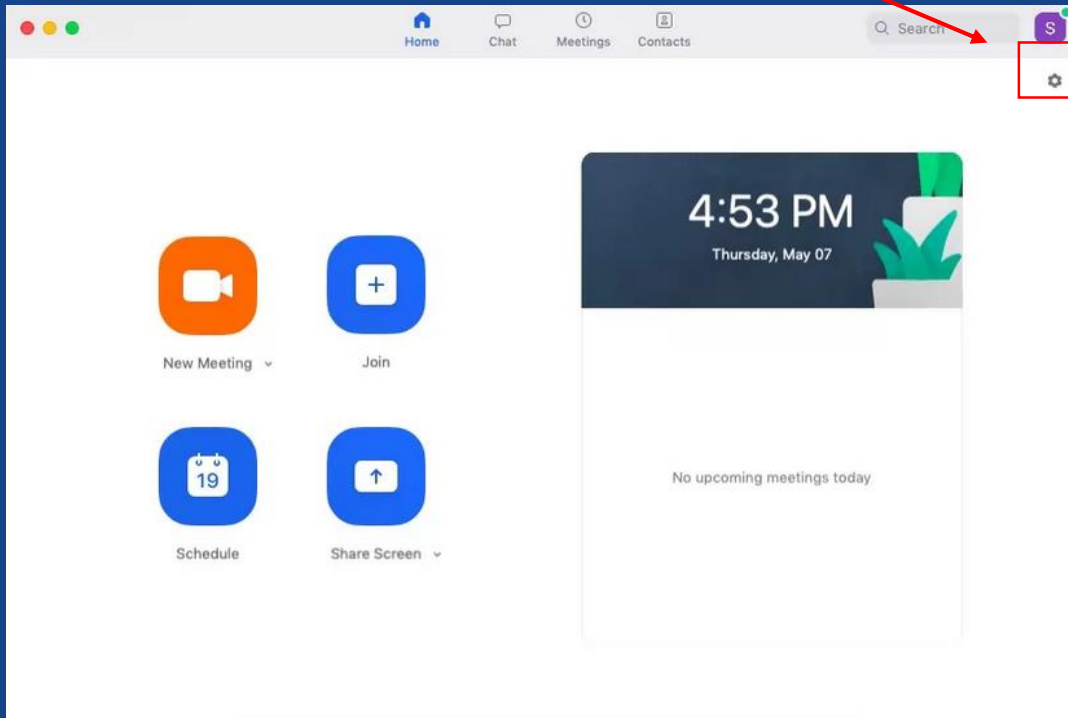 Home
Chat
Meetings
Contacts
Search
S
4:53 PM
Thursday, May 07
New Meeting
Join
19
Schedule
Share Screen
No upcoming meetings today